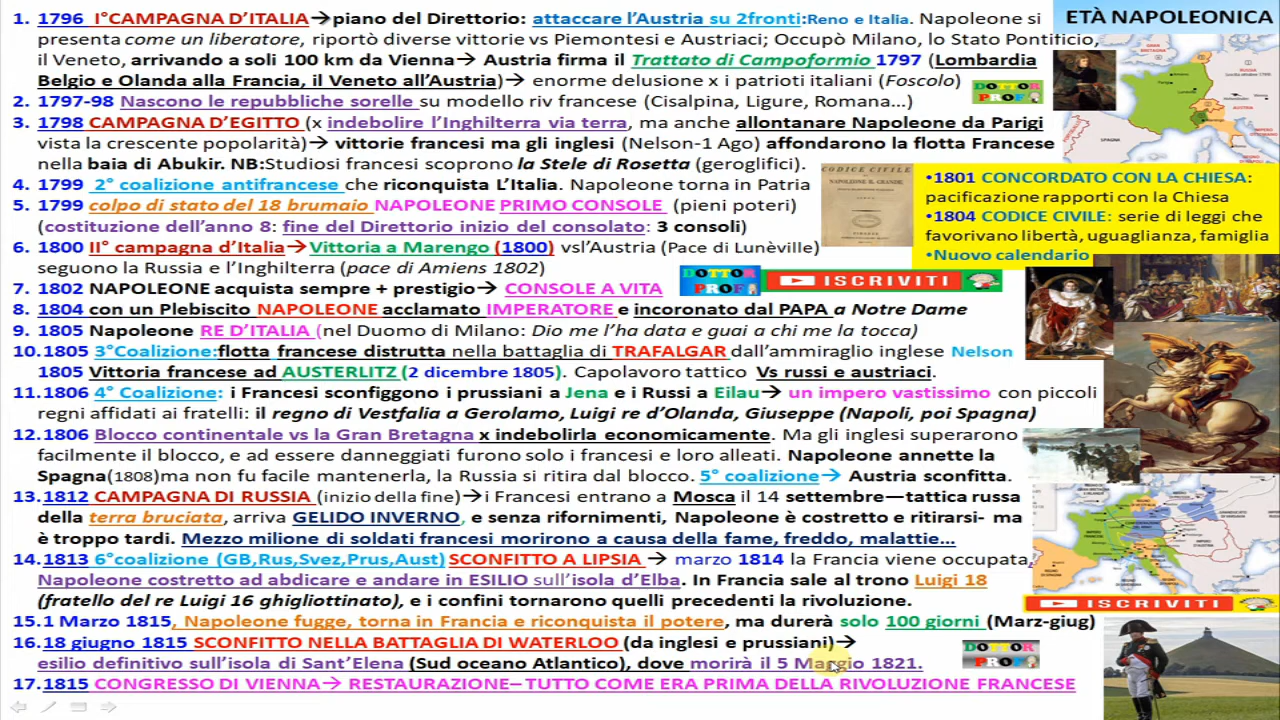 ETÀ NAPOLEONICA
1. 1796 I°CAMPAGNA D'ITALIA→piano del Direttorio: attaccare l'Austria su 2fronti:Reno e Italia. Napoleone si
presenta come un liberatore, riportò diverse vittorie vs Piemontesi e Austriaci; Occupò Milano, lo Stato Pontificio,
il Veneto, arrivando a soli 100 km da Vienna→ Austria firma il Trattato di Campoformio 1797 (Lombardia
Belgio e Olanda alla Francia, il Veneto all'Austria)→ enorme delusione x i patrioti italiani (Foscolo)
2. 1797-98 Nascono le repubbliche sorelle su modello riv francese (Cisalpina, Ligure, Romana...)
3. 1798 CAMPAGNA D'EGITTO (x indebolire l'Inghilterra via terra, ma anche allontanare Napoleone da Parigi
vista la crescente popolarità)→ vittorie francesi ma gli inglesi (Nelson-1 Ago) affondarono la flotta Francese
nella baia di Abukir. NB:Studiosi francesi scoprono la Stele di Rosetta (geroglifici).
4. 1799 2° coalizione antifrancese che riconquista L'Italia. Napoleone torna in Patria
5. 1799 colpo di stato del 18 brumaio NAPOLEONE PRIMO CONSOLE (pieni poteri)
(costituzione dell'anno 8: fine del Direttorio inizio del consolato: 3 consoli)
6. 1800 II° campagna d'Italia→Vittoria a Marengo (1800) vsl'Austria (Pace di Lunèville)
seguono la Russia e l'Inghilterra (pace di Amiens 1802)
7. 1802 NAPOLEONE acquista sempre + prestigio→ CONSOLE A VITA
8. 1804 con un Plebiscito NAPOLEONE acclamato IMPERATORE e incoronato dal PAPA a Notre Dame
9. 1805 Napoleone RE D'ITALIA (nel Duomo di Milano: Dio me l'ha data e guai a chi me la tocca)
10.1805 3°Coalizione:flotta francese distrutta nella battaglia di TRAFALGAR dall'ammiraglio inglese Nelson
1805 Vittoria francese ad AUSTERLITZ (2 dicembre 1805). Capolavoro tattico Vs russi e austriaci.
11.1806 4° Coalizione: i Francesi sconfiggono i prussiani a Jena e i Russi a Eilau→ un impero vastissimo con piccoli
regni affidati ai fratelli: il regno di Vestfalia a Gerolamo, Luigi re d'Olanda, Giuseppe (Napoli, poi Spagna)
12.1806 Blocco continentale vs la Gran Bretagna x indebolirla economicamente. Ma gli inglesi superarono
facilmente il blocco, e ad essere danneggiati furono solo i francesi e loro alleati. Napoleone annette la
Spagna(1808)ma non fu facile mantenerla, la Russia si ritira dal blocco. 5° coalizione→ Austria sconfitta.
13.1812 CAMPAGNA DI RUSSIA (inizio della fine)→i Francesi entrano a Mosca il 14 settembre—tattica russa
della terra bruciata, arriva GELIDO INVERNO, e senza rifornimenti, Napoleone è costretto e ritirarsi- ma
è troppo tardi. Mezzo milione di soldati francesi morirono a causa della fame, freddo, malattie...
14.1813 6°coalizione (GB,Rus,Svez,Prus,Aust) SCONFITTO A LIPSIA → marzo 1814 la Francia viene occupata,
Napoleone costretto ad abdicare e andare in ESILIO sull'isola d'Elba. In Francia sale al trono Luigi 18
(fratello del re Luigi 16 ghigliottinato), e i confini tornarono quelli precedenti la rivoluzione.
15.1 Marzo 1815, Napoleone fugge, torna in Francia e riconquista il potere, ma durerà solo 100 giorni (Marz-giug)
16.18 giugno 1815 SCONFITTO NELLA BATTAGLIA DI WATERLOO (da inglesi e prussiani)→
esilio definitivo sull'isola di Sant'Elena (Sud oceano Atlantico), dove morirà il 5 Maggio 1821.
17.1815 CONGRESSO DI VIENNA→ RESTAURAZIONE– TUTTO COME ERA PRIMA DELLA RIVOLUZIONE FRANCESE
•1801 CONCORDATO CON LA CHIESA:
pacificazione rapporti con la Chiesa
•1804 CODICE CIVILE: serie di leggi che
favorivano libertà, uguaglianza, famiglia
•Nuovo calendario
CODICE CIVILE
DOTTOR
PROF
DOTTOR
PROF
ISCRIVITI
ISCRIVITI
DOTTOR
PROF